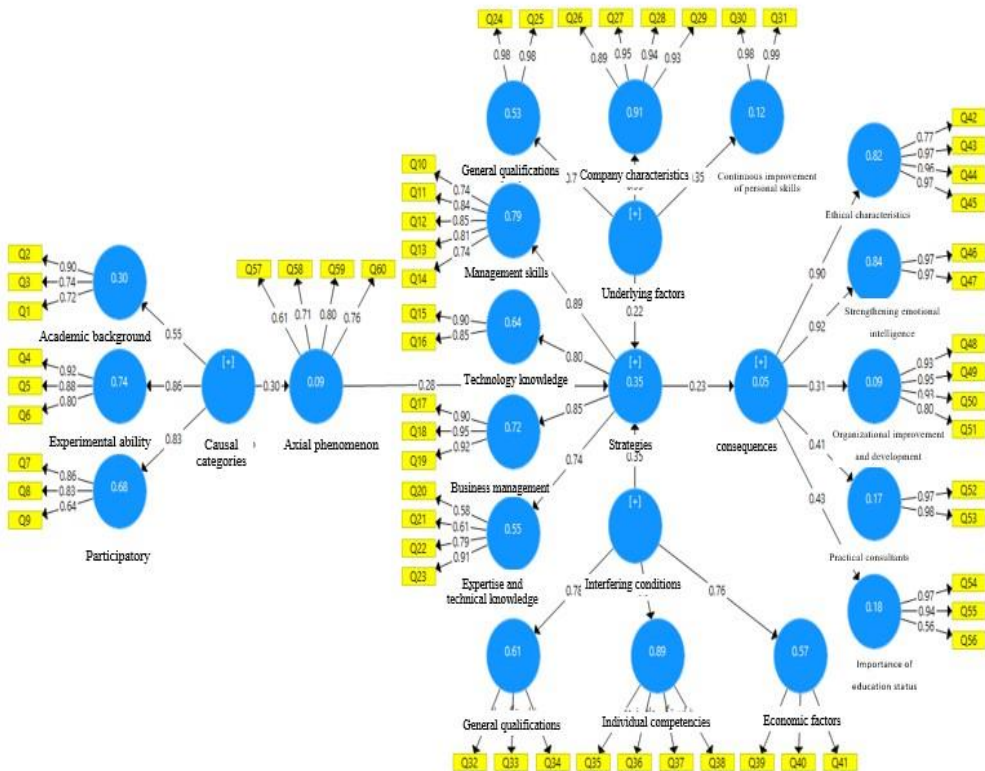 Q24 Q25 Q26 Q27 Q28 Q29 Q30 Q31
0.98 0.98 0.89 0.95 0.94 0.93 0.98 0.99
0.53 0.91 0.12
General qualifications
Company characteristics
Continuous improvement
of personal skills
0.7
[+]
Underlying factors
0.22
Q10
Q11
Q12
Q13
Q14
0.74
0.84
0.85
0.81
0.74
0.79
Management skills
0.89
Q15
Q16
0.90
0.85
0.64
Technology knowledge
0.80
Q17
Q18
Q19
0.90
0.95
0.92
0.72
Business management
0.85
Q20
Q21
Q22
Q23
0.58
0.61
0.79
0.91
0.55
Expertise and
technical knowledge
0.74
Q2
Q3
Q1
0.90
0.74
0.72
0.30
Academic background
0.55
Q4
Q5
Q6
0.92
0.88
0.80
0.74
Experimental ability
0.86
Q7
Q8
Q9
0.86
0.83
0.64
0.68
Participatory
0.83
[+]
Causal
categories
0.30
Q57 Q58 Q59 Q60
0.61 0.71 0.80 0.76
0.09
Axial phenomenon
0.28
[+]
0.35
Strategies
0.35
0.23
[+]
0.05
consequences
[+]
Interfering conditions
0.78
0.76
0.61
General qualifications
Q32 Q33 Q34
0.89
Individual competencies
Q35 Q36 Q37 Q38
0.57
Economic factors
Q39 Q40 Q41
0.90
0.82
Ethical characteristics
0.77
0.97
0.96
0.97
Q42
Q43
Q44
Q45
0.92
0.84
Strengthening emotional
intelligence
0.97
0.97
Q46
Q47
0.31
0.09
Organizational improvement
and development
0.93
0.95
0.93
0.80
Q48
Q49
Q50
Q51
0.41
0.17
Practical consultants
0.97
0.98
Q52
Q53
0.43
0.18
Importance of
education status
0.97
0.94
0.56
Q54
Q55
Q56